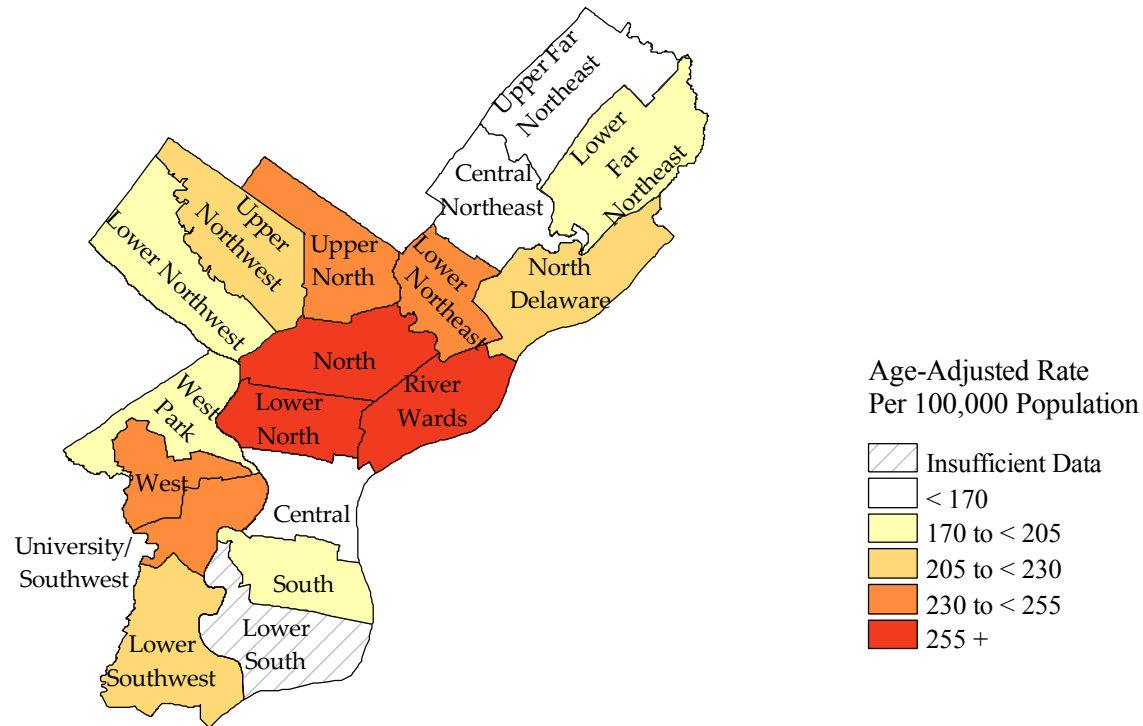 Upper Far
Northeast
Lower
Far
Northeast
Central
Northeast
Upper
Northwest
Lower Northwest
Upper
North
Lower
Northeast
North
Delaware
North
River
Wards
Lower
North
West
Park
West
Central
University/
Southwest
South
Lower
South
Lower
Southwest
Age-Adjusted Rate
Per 100,000 Population
Insufficient Data
< 170
170 to < 205
205 to < 230
230 to < 255
255 +